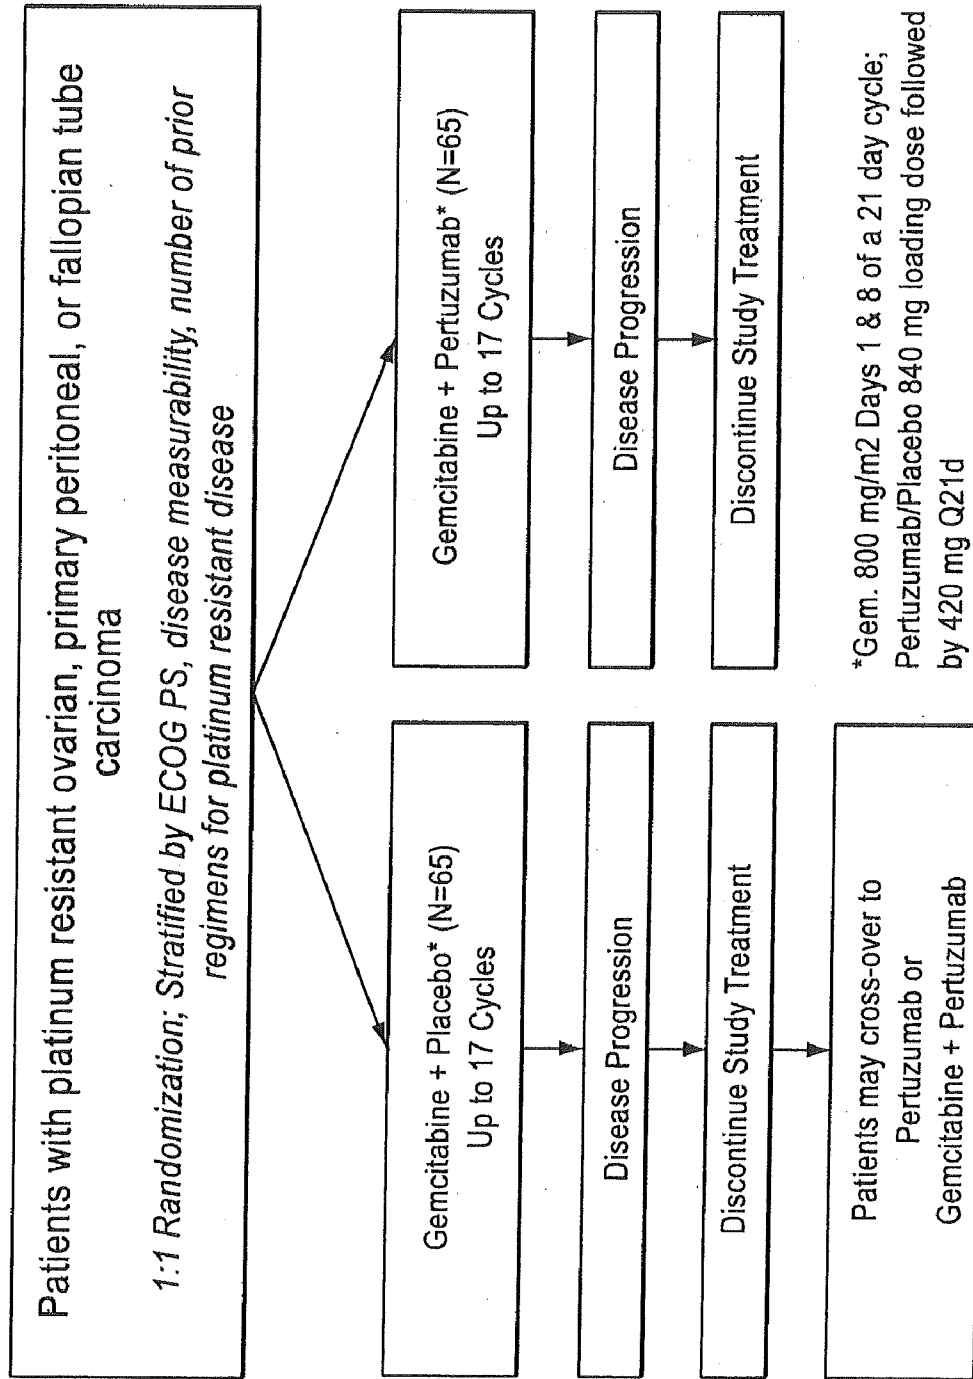 Patients with platinum resistant ovarian, primary peritoneal, or fallopian tube
carcinoma
1:1 Randomization; Stratified by ECOG PS, disease measurability, number of prior
regimens for platinum resistant disease
Gemcitabine + Placebo* (N=65)
Up to 17 Cycles
Disease Progression
Discontinue Study Treatment
Patients may cross-over to
Pertuzumab or
Gemcitabine + Pertuzumab
Gemcitabine + Pertuzumab* (N=65)
Up to 17 Cycles
Disease Progression
Discontinue Study Treatment
*Gem. 800 mg/m2 Days 1 & 8 of a 21 day cycle;
Pertuzumab/Placebo 840 mg loading dose followed
by 420 mg Q21d